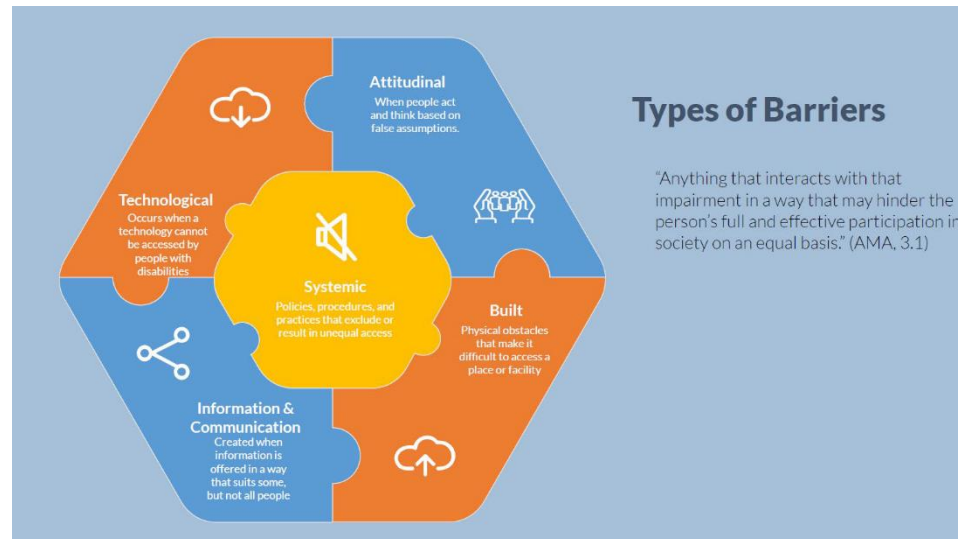 Types of Barriers
"Anything that interacts with that
impairment in a way that may hinder the
person's full and effective participation in
society on an equal basis." (AMA, 3.1)
Attitudinal
When people act
and think based on
false assumptions.
Technological
Occurs when a
technology cannot
be accessed by
people with
disabilities
Systemic
Policies, procedures, and
practices that exclude or
result in unequal access
Built
Physical obstacles
that make it
difficult to access a
place or facility
Information &
Communication
Created when
information is
offered in a way
that suits some,
but not all people